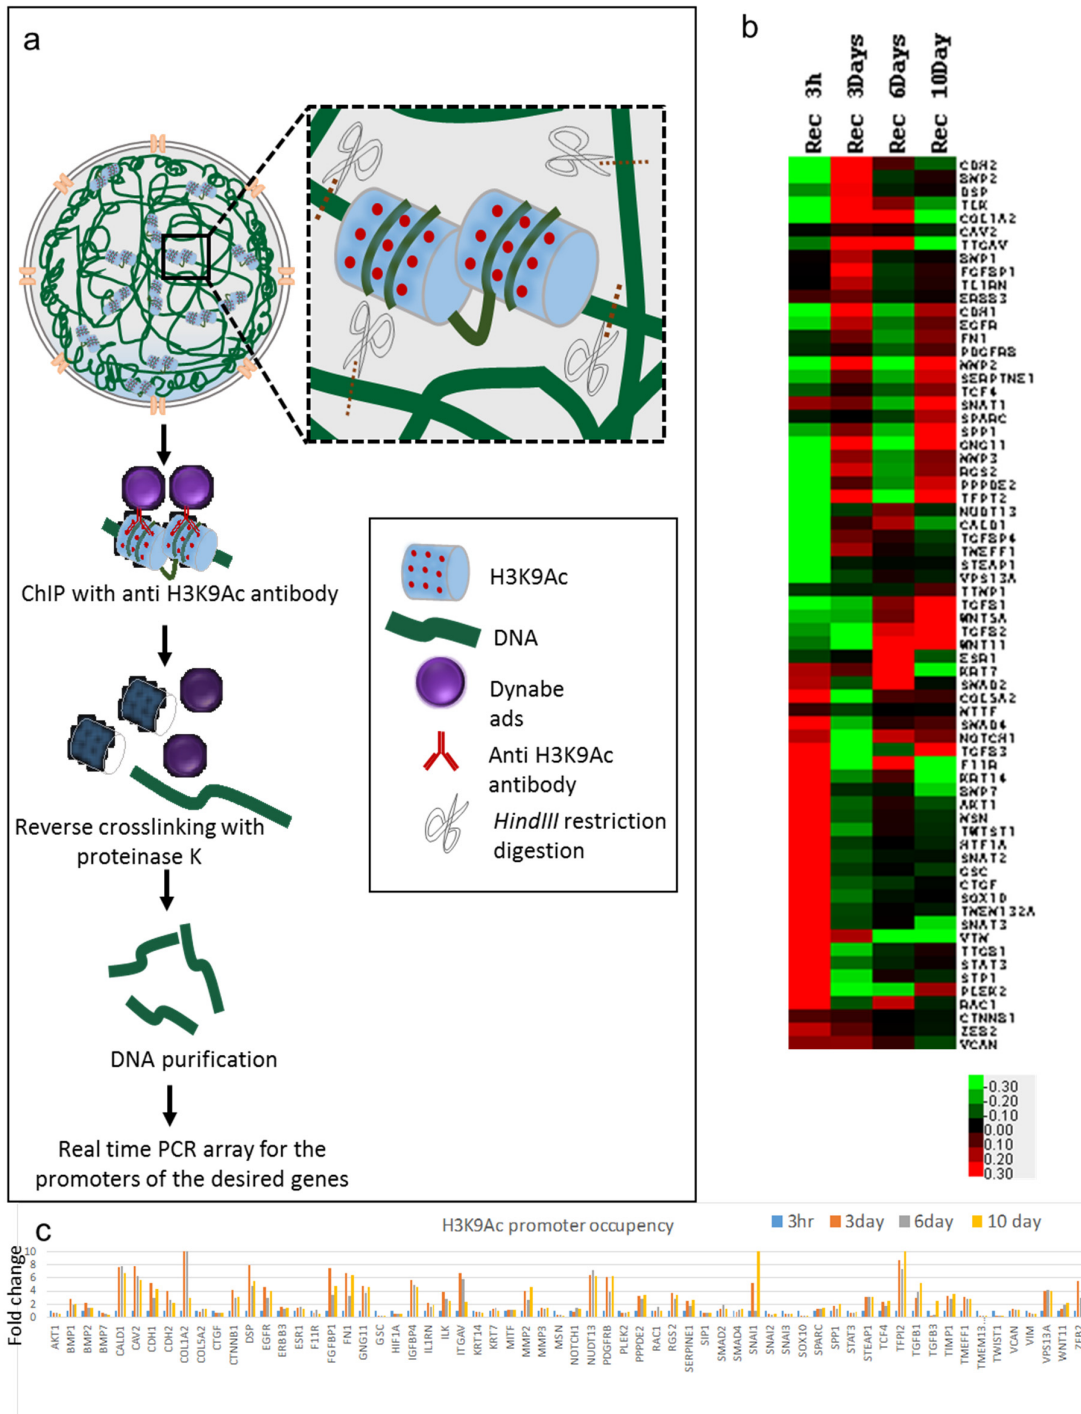 a
ChIP with anti H3K9Ac antibody
Reverse crosslinking with
proteinase K
DNA purification
Real time PCR array for the
promoters of the desired genes
H3K9Ac
DNA
Dynabe
ads
Anti H3K9Ac
antibody
HindIII restriction
digestion
b
Rec 3h
Rec 3Days
Rec 6Days
Rec 10Day
CDH2
BMP2
DSP
ILK
COL1A2
CAV2
ITGAV
BMP1
FGFBP1
IL1RN
ERBB3
CDH1
EGFR
FN1
PDGFRB
MMP2
SERPINE1
TCF4
SNAI1
SPARC
SPP1
GNG11
MMP3
RGS2
PPPDE2
TFPI2
NUDT13
CALD1
IGFBP4
TMEFF1
STEAP1
VPS13A
TIMP1
TGFB1
WNT5A
TGFB2
WNT11
ESR1
KRT7
SMAD2
COL5A2
MITF
SMAD4
NOTCH1
TGFB3
F11R
KRT14
BMP7
AKT1
MSN
TWIST1
HIF1A
SNAI2
GSC
CTGF
SOX10
TMEM132A
SNAI3
VIM
ITGB1
STAT3
SIP1
PLEK2
RAC1
CTNNB1
ZEB2
VCAN
-0.30
-0.20
-0.10
0.00
0.10
0.20
0.30
c
H3K9Ac promoter occupency
3hr
3day
6day
10 day
Fold change
10
8
6
4
2
0
AKT1
BMP1
BMP2
BMP7
CALD1
CAV2
CDH1
CDH2
COL1A2
COL5A2
CTGF
CTNNB1
DSP
EGFR
ERBB3
ESR1
F11R
FGFBP1
FN1
GNG11
GSC
HIF1A
IGFBP4
IL1RN
ILK
ITGAV
KRT14
KRT7
MITF
MMP2
MMP3
MSN
NOTCH1
NUDT13
PDGFRB
PLEK2
PPPDE2
RAC1
RGS2
SERPINE1
SIP1
SMAD2
SMAD4
SNAI1
SNAI2
SNAI3
SOX10
SPARC
SPP1
STAT3
STEAP1
TCF4
TFPI2
TGFB1
TGFB3
TIMP1
TMEFF1
TMEM13...
TWIST1
VCAN
VIM
VPS13A
WNT11
ZEB2